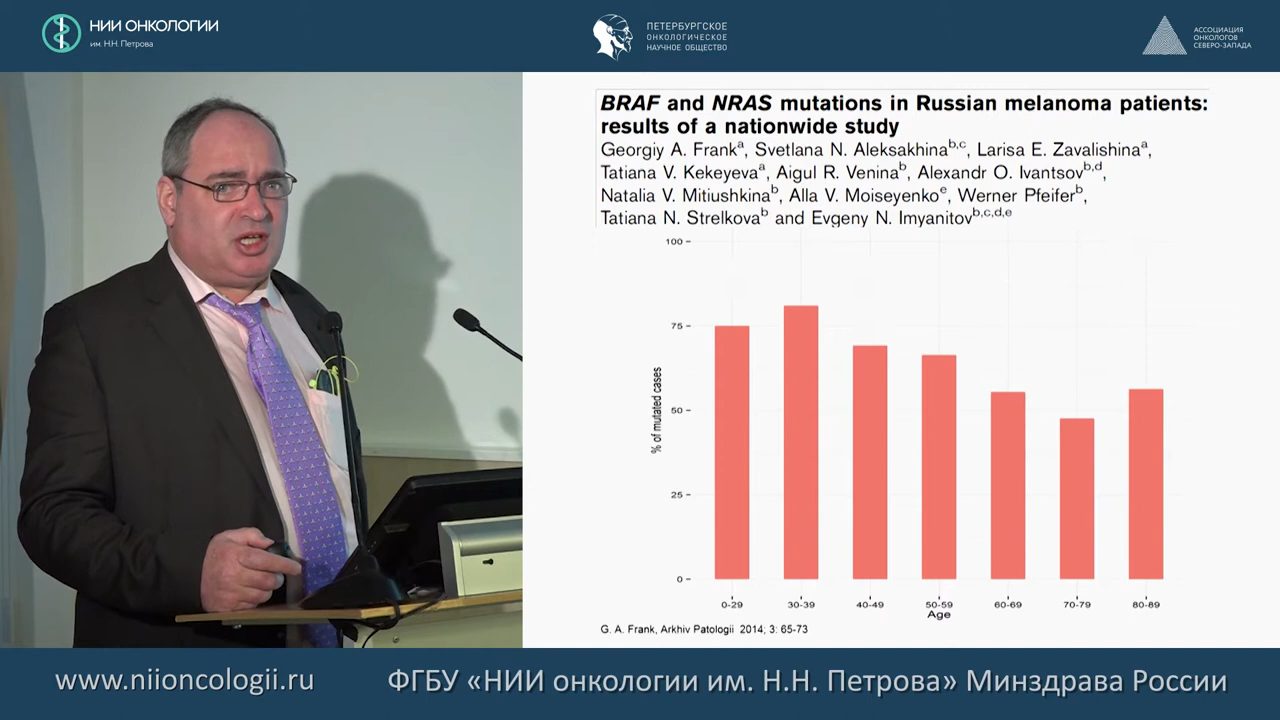 НИИ ОНКОЛОГИИ
им. Н.Н. Петрова
ПЕТЕРБУРГСКОЕ
ОНКОЛОГИЧЕСКОЕ
НАУЧНОЕ ОБЩЕСТВО
АССОЦИАЦИЯ
ОНКОЛОГОВ
СЕВЕРО-ЗАПАДА
BRAF and NRAS mutations in Russian melanoma patients:
results of a nationwide study
Georgiy A. Frankᵃ, Svetlana N. Aleksakhinaᵇ,ᶜ, Larisa E. Zavalishinaᵃ,
Tatiana V. Kekeyevaᵃ, Aigul R. Veninaᵇ, Alexandr O. Ivantsovᵇ,ᵈ,
Natalia V. Mitiushkinaᵇ, Alla V. Moiseyenkoᵉ, Werner Pfeiferᵇ,
Tatiana N. Strelkovaᵇ and Evgeny N. Imyanitovᵇ,ᶜ,ᵈ,ᵉ
100
75
50
25
0
% of mutated cases
0-29 30-39 40-49 50-59 60-69 70-79 80-89
Age
G. A. Frank, Arkhiv Patologii 2014; 3: 65-73
www.niioncologii.ru
ФГБУ «НИИ онкологии им. Н.Н. Петрова» Минздрава России